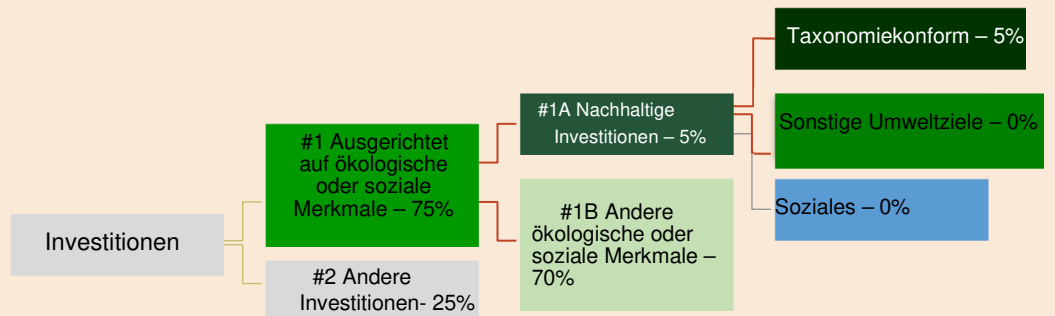 Investitionen
#1 Ausgerichtet
auf ökologische
oder soziale
Merkmale – 75%
#2 Andere
Investitionen- 25%
#1A Nachhaltige
Investitionen – 5%
#1B Andere
ökologische oder
soziale Merkmale –
70%
Taxonomiekonform – 5%
Sonstige Umweltziele – 0%
Soziales – 0%